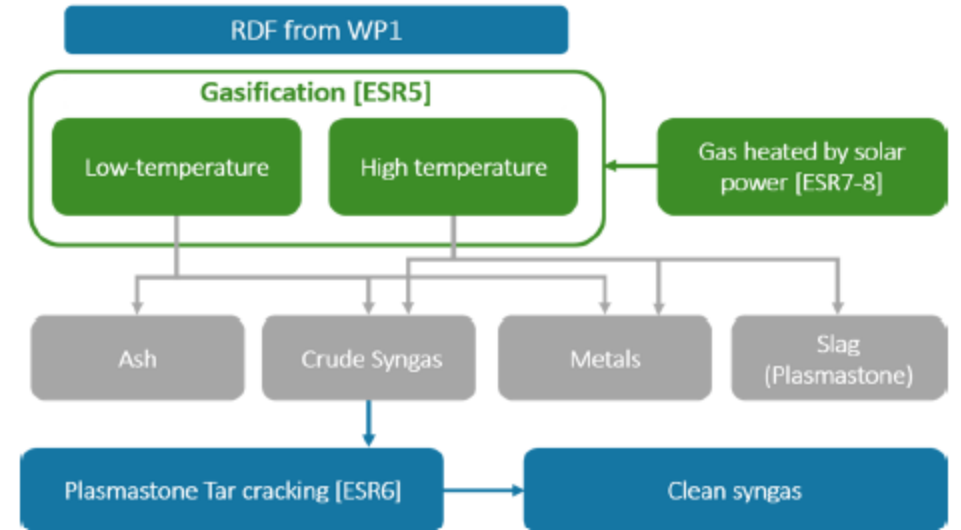 RDF from WP1
Gasification [ESR5]
Low-temperature
High temperature
Gas heated by solar
power [ESR7-8]
Ash
Crude Syngas
Metals
Slag
(Plasmastone)
Plasmastone Tar cracking [ESR6]
Clean syngas